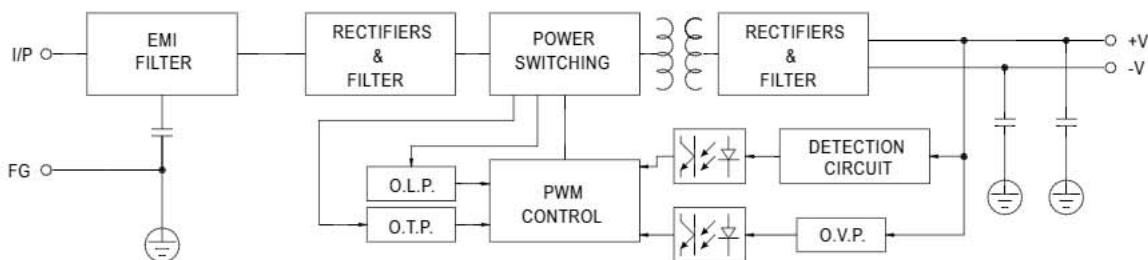 I/P
EMI
FILTER
RECTIFIERS
&
FILTER
POWER
SWITCHING
RECTIFIERS
&
FILTER
+V
-V
FG
O.L.P.
O.T.P.
PWM
CONTROL
DETECTION
CIRCUIT
O.V.P.